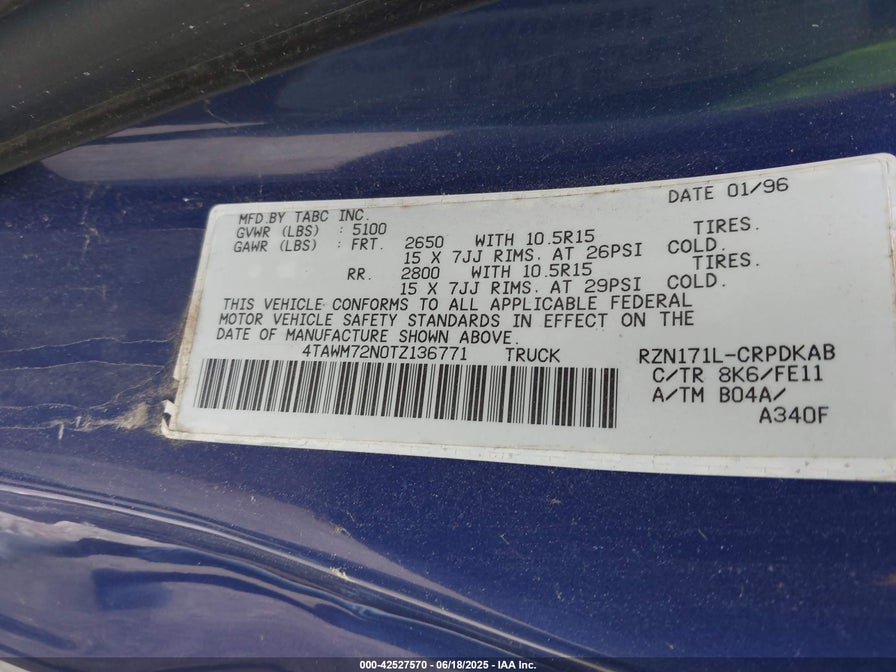 DATE 01/96
MFD.BY TABC INC.
GVWR (LBS) : 5100
GAWR (LBS) : FRT. 2650 WITH 10.5R15 TIRES.
15 X 7JJ RIMS. AT 26PSI COLD.
RR. 2800 WITH 10.5R15 TIRES.
15 X 7JJ RIMS. AT 29PSI COLD.
THIS VEHICLE CONFORMS TO ALL APPLICABLE FEDERAL
MOTOR VEHICLE SAFETY STANDARDS IN EFFECT ON THE
DATE OF MANUFACTURE SHOWN ABOVE.
4TAWM72N0TZ136771 TRUCK RZN171L-CRPDKAB
C/TR 8K6/FE11
A/TM B04A/
A340F
000-42527570 - 06/18/2025 - IAA Inc.